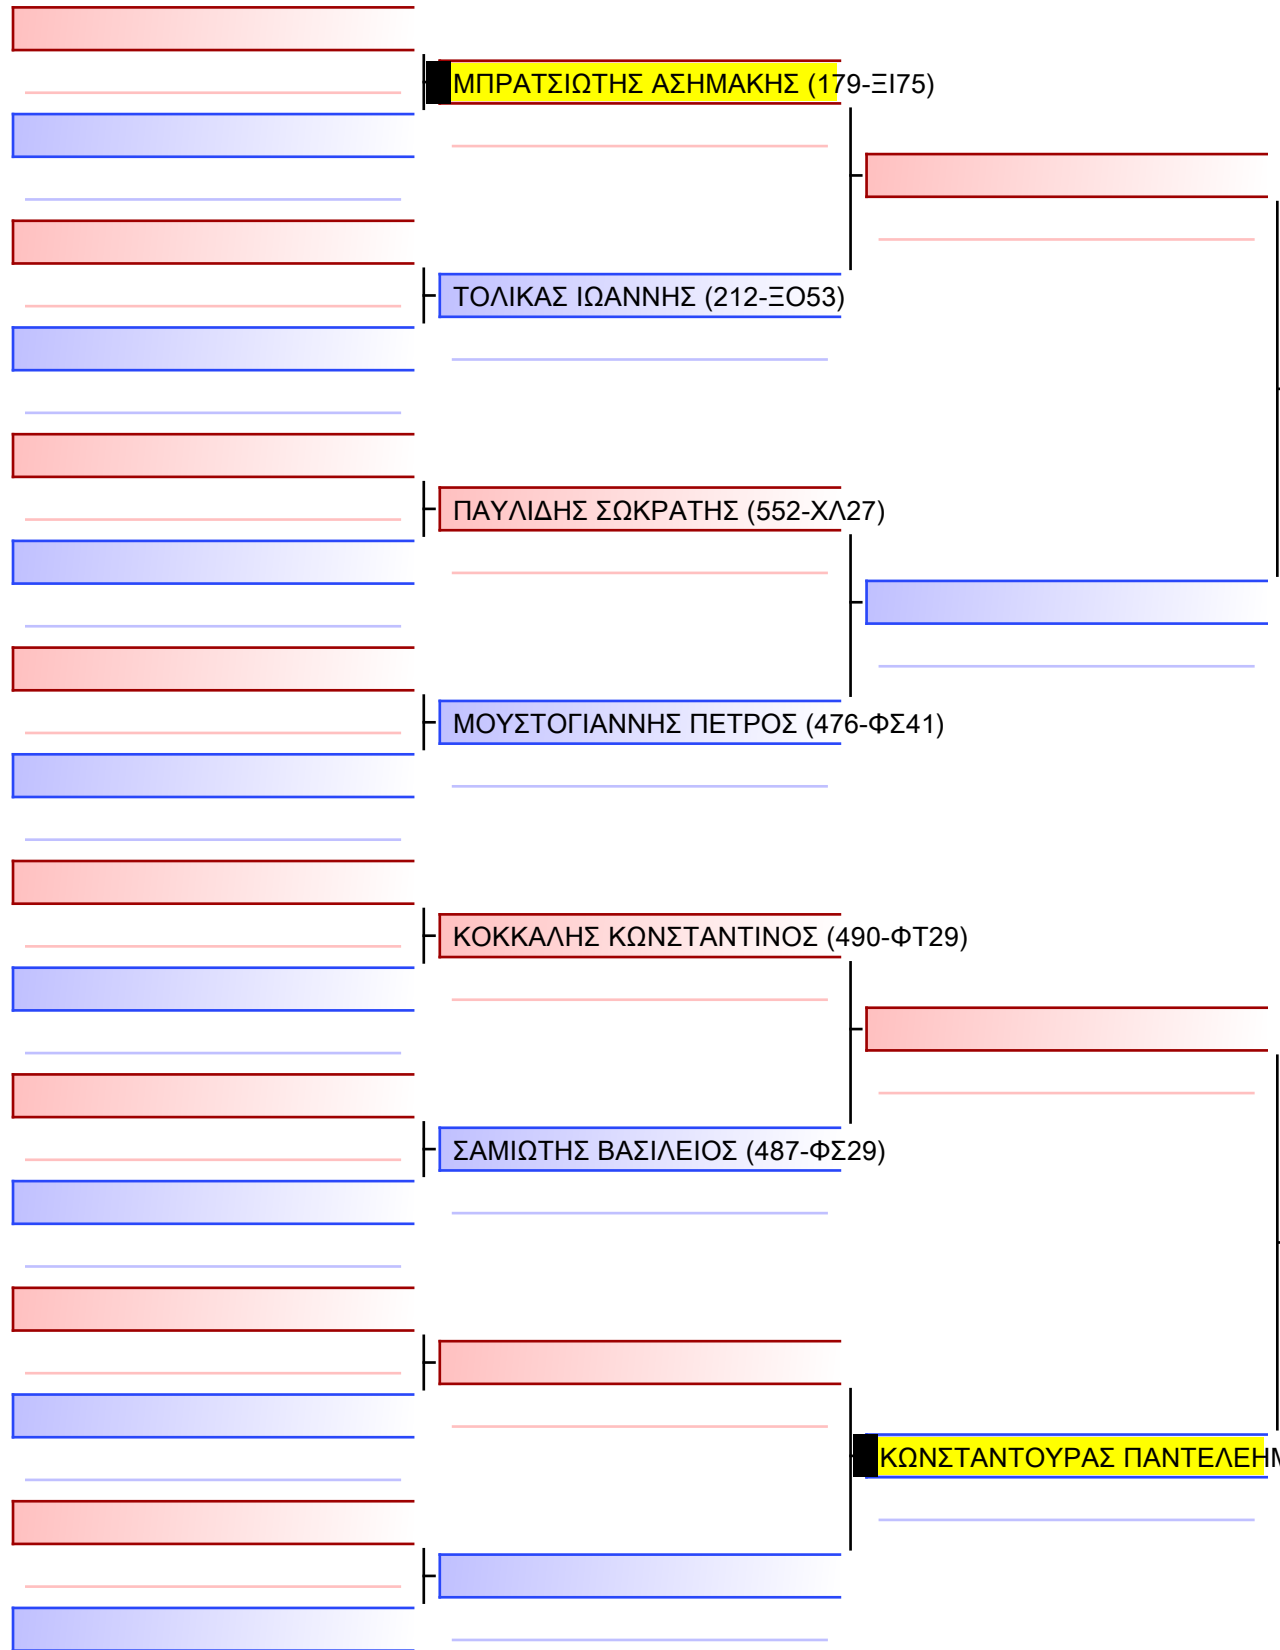 ΜΠΡΑΤΣΙΩΤΗΣ ΑΣΗΜΑΚΗΣ (179-ΞΙ75)
ΤΟΛΙΚΑΣ ΙΩΑΝΝΗΣ (212-ΞΟ53)
ΠΑΥΛΙΔΗΣ ΣΩΚΡΑΤΗΣ (552-ΧΛ27)
ΜΟΥΣΤΟΓΙΑΝΝΗΣ ΠΕΤΡΟΣ (476-ΦΣ41)
ΚΟΚΚΑΛΗΣ ΚΩΝΣΤΑΝΤΙΝΟΣ (490-ΦΤ29)
ΣΑΜΙΩΤΗΣ ΒΑΣΙΛΕΙΟΣ (487-ΦΣ29)
ΚΩΝΣΤΑΝΤΟΥΡΑΣ